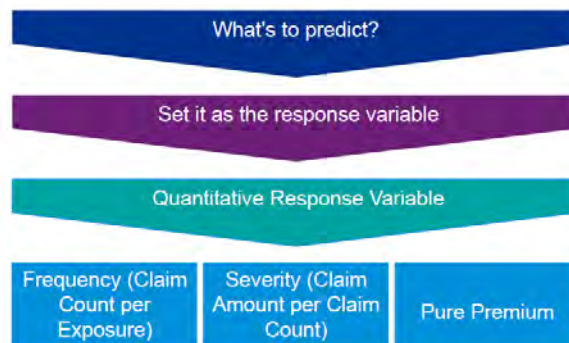 What's to predict?
Set it as the response variable
Quantitative Response Variable
Frequency (Claim
Count per
Exposure)
Severity (Claim
Amount per Claim
Count)
Pure Premium